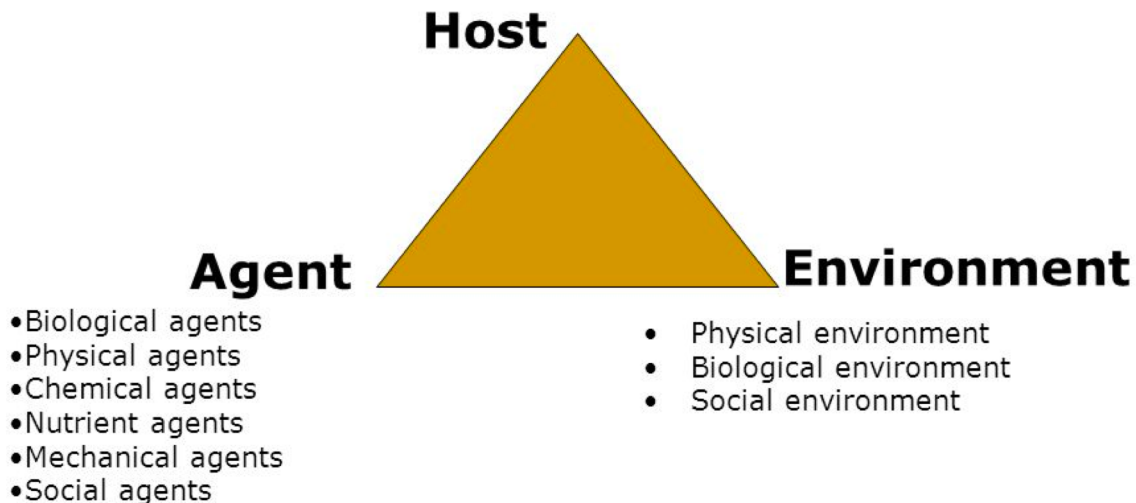 Host
Agent
•Biological agents
•Physical agents
•Chemical agents
•Nutrient agents
•Mechanical agents
•Social agents
Environment
• Physical environment
• Biological environment
• Social environment